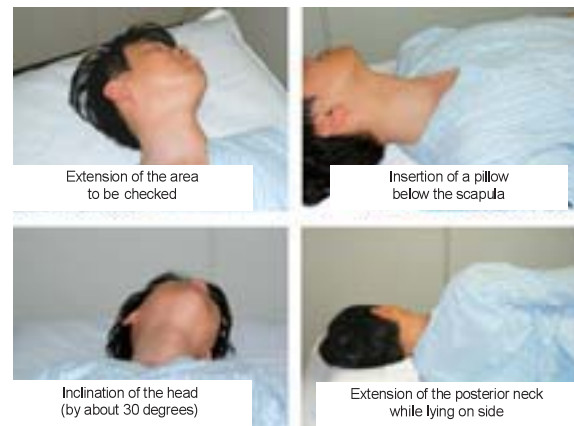 Extension of the area
to be checked
Insertion of a pillow
below the scapula
Inclination of the head
(by about 30 degrees)
Extension of the posterior neck
while lying on side